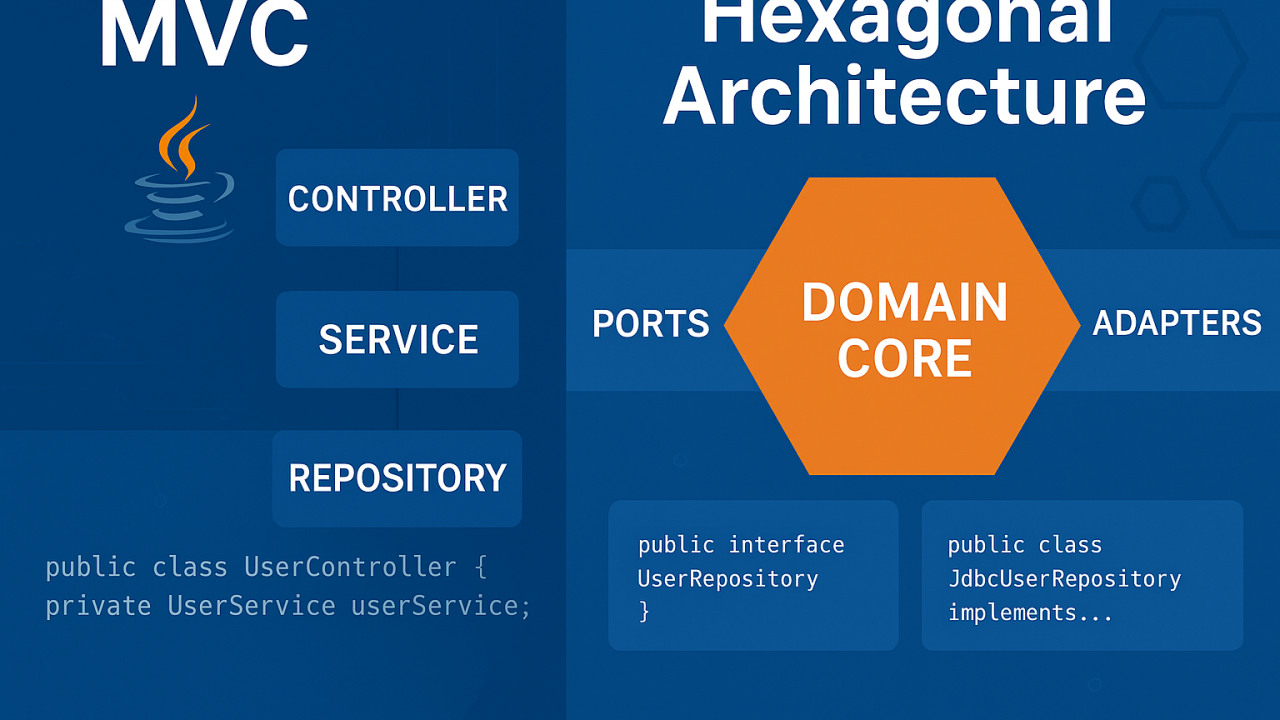 MVC
CONTROLLER
SERVICE
REPOSITORY
public class UserController {
private UserService userService;
Hexagonal
Architecture
PORTS
DOMAIN
CORE
ADAPTERS
public interface
UserRepository
}
public class
JdbcUserRepository
implements...